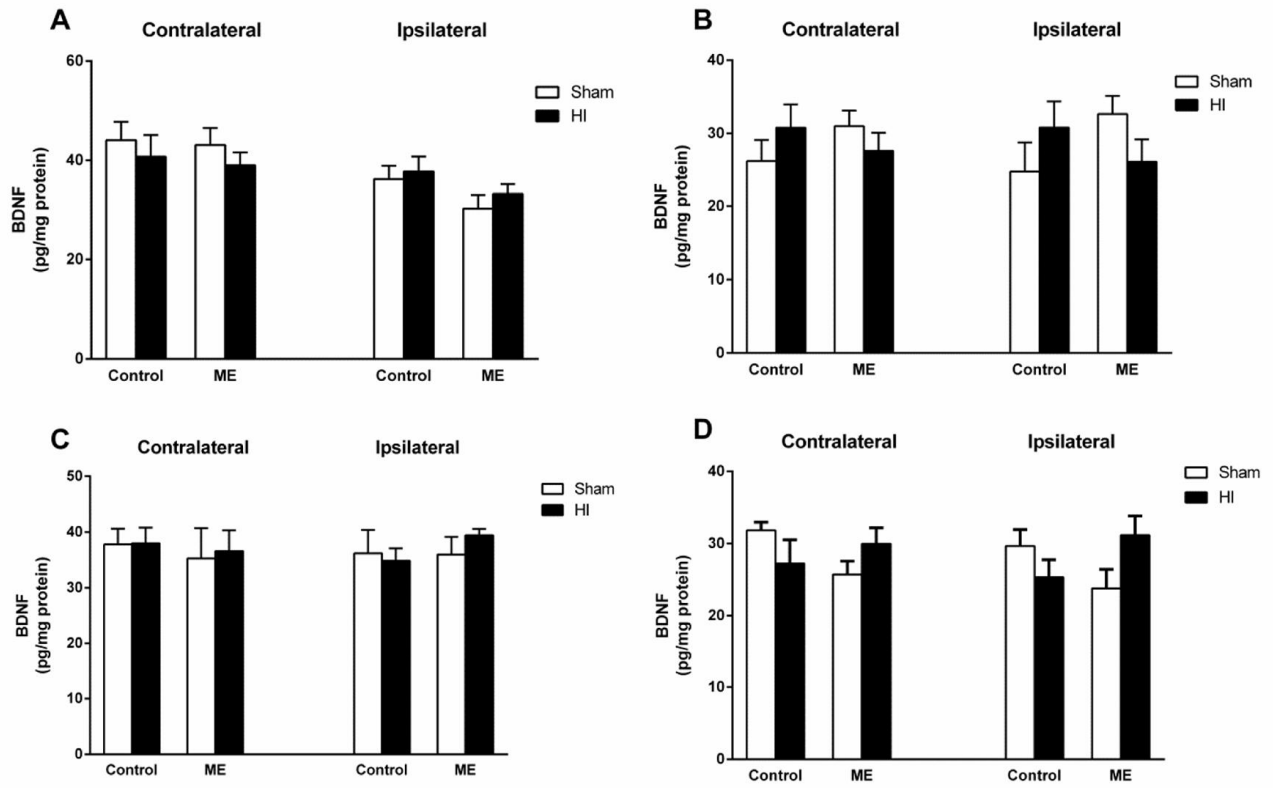 A
Contralateral Ipsilateral
60
40
20
0
BDNF
(pg/mg protein)
Sham
HI
Control ME Control ME
B
Contralateral Ipsilateral
40
30
20
10
0
BDNF
(pg/mg protein)
Sham
HI
Control ME Control ME
C
Contralateral Ipsilateral
50
40
30
20
10
0
BDNF
(pg/mg protein)
Sham
HI
Control ME Control ME
D
Contralateral Ipsilateral
40
30
20
10
0
BDNF
(pg/mg protein)
Sham
HI
Control ME Control ME